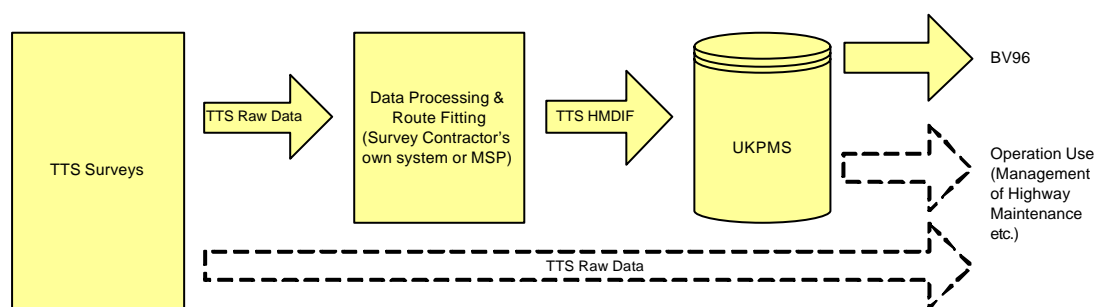 TTS Surveys
TTS Raw Data
Data Processing &
Route Fitting
(Survey Contractor's
own system or MSP)
TTS HMDIF
UKPMS
BV96
Operation Use
(Management
of Highway
Maintenance
etc.)
TTS Raw Data